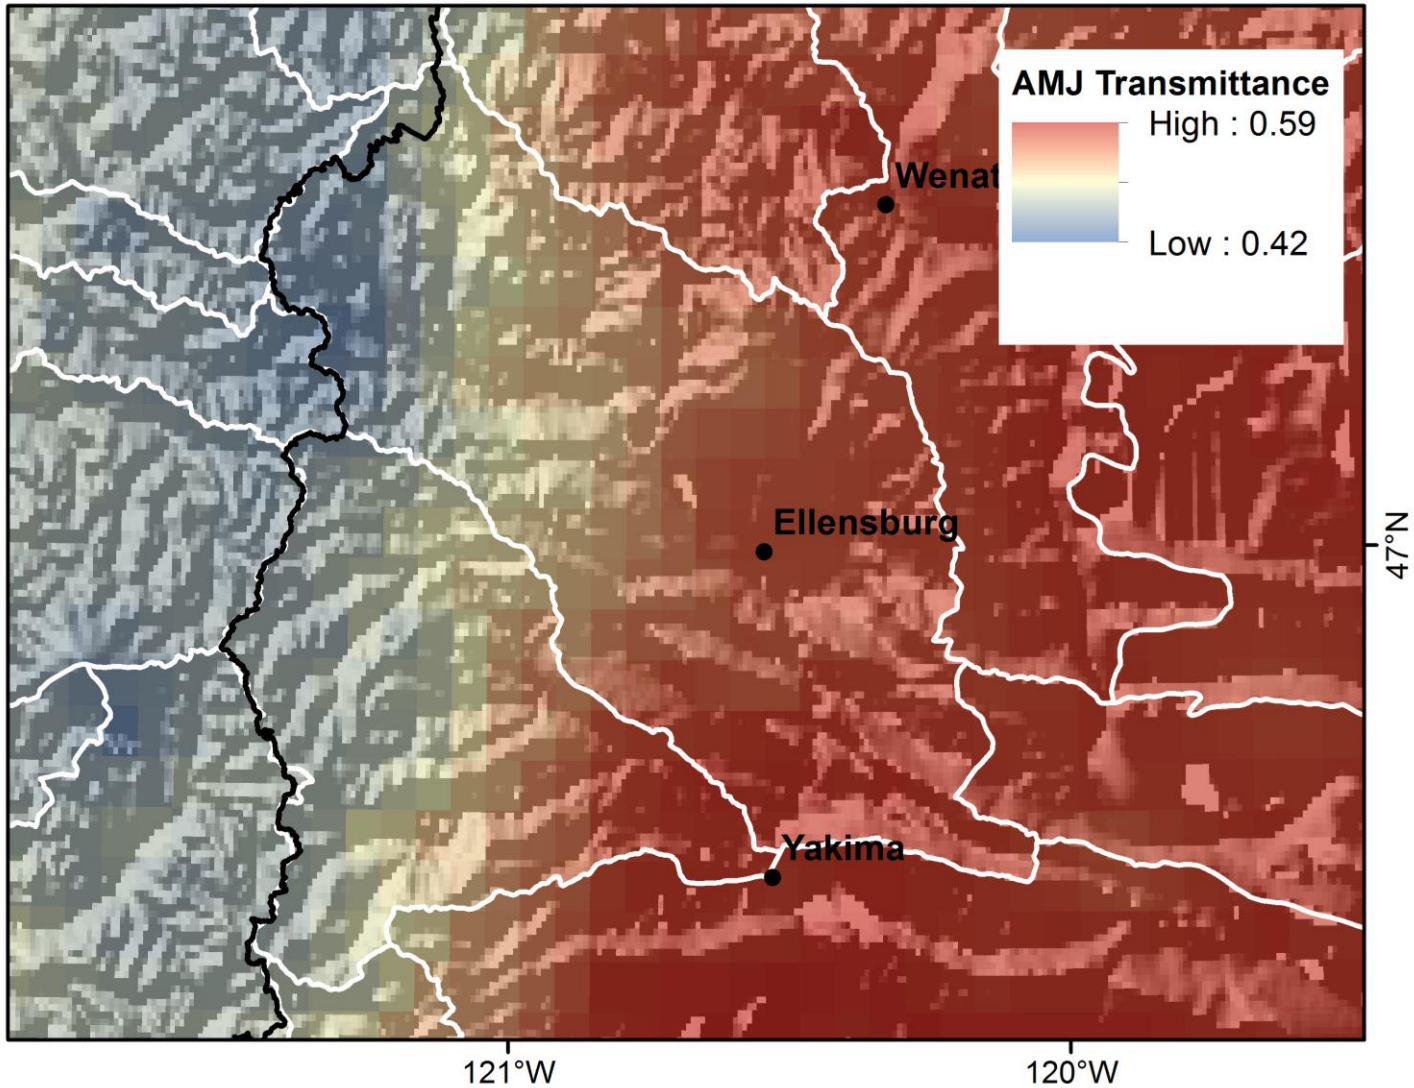 AMJ Transmittance
High : 0.59
Low : 0.42
Wenat
Ellensburg
47°N
Yakima
121°W
120°W